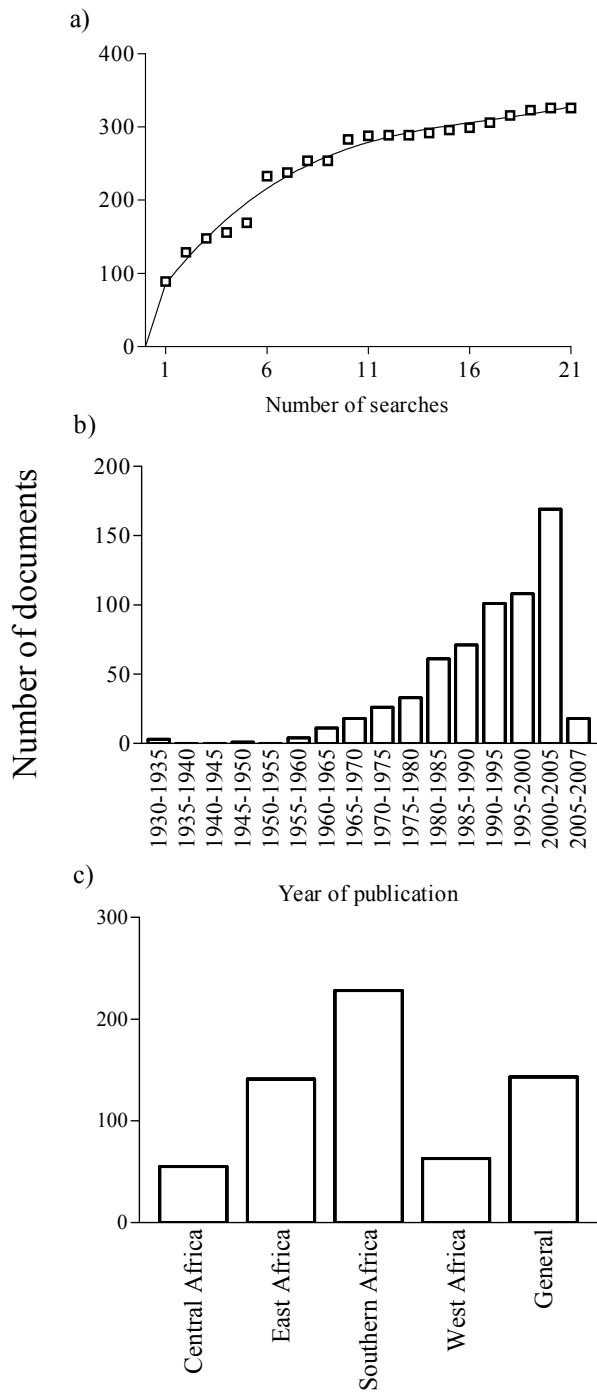 a)
400
300
200
100
0
1 6 11 16 21
Number of searches
b)
Number of documents
200
150
100
50
0
1930-1935
1935-1940
1940-1945
1945-1950
1950-1955
1955-1960
1960-1965
1965-1970
1970-1975
1975-1980
1980-1985
1985-1990
1990-1995
1995-2000
2000-2005
2005-2007
c)
Year of publication
300
200
100
0
Central Africa
East Africa
Southern Africa
West Africa
General